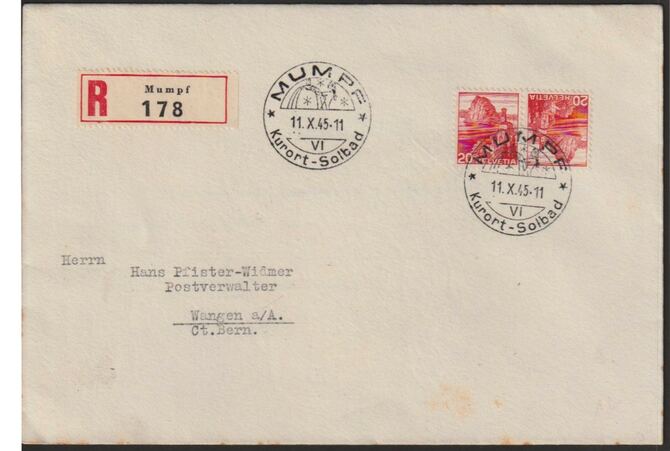 R
Mumpf
178
MUMPF
11.X.45-11
VI
Kurort-Solbad
20 HELVETIA
HELVETIA 20
MUMPF
11.X.45-11
VI
Kurort-Solbad
Herrn
Hans Pfister-Widmer
Postverwalter
Wangen a/A.
Ct.Bern.